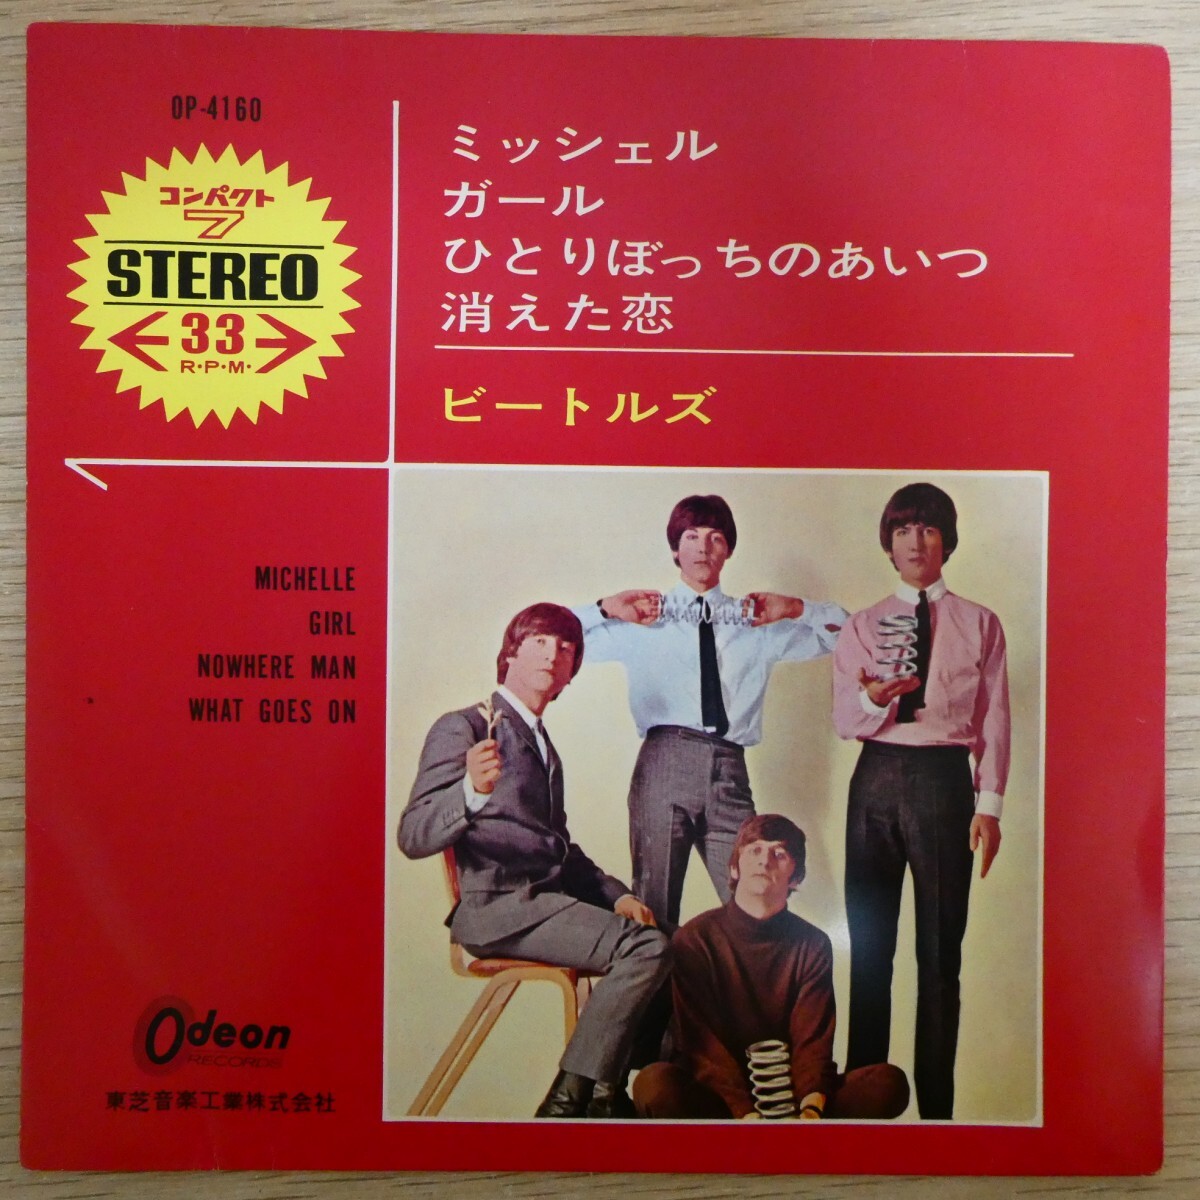 OP-4160
コンパクト
7
STEREO
33
R·P·M·
ミッシェル
ガール
ひとりぼっちのあいつ
消えた恋
ビートルズ
MICHELLE
GIRL
NOWHERE MAN
WHAT GOES ON
Odeon
RECORDS
東芝音楽工業株式会社